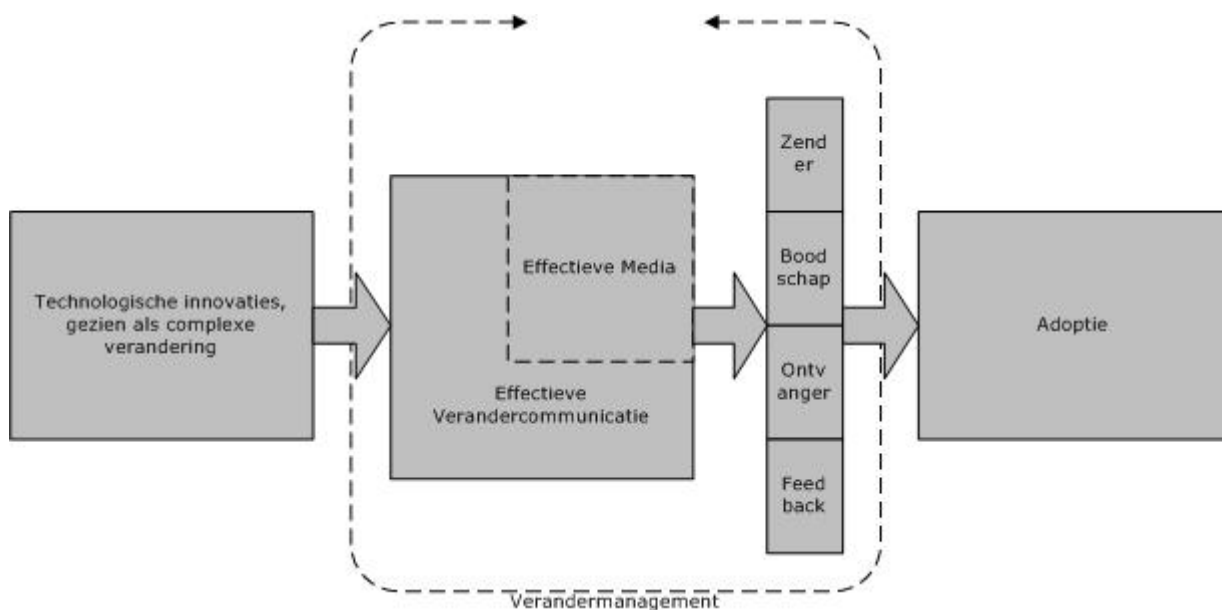 Technologische innovaties,
gezien als complexe
verandering
Effectieve Media
Effectieve
Verandercommunicatie
Zend
er
Bood
schap
Ontv
anger
Feed
back
Adoptie
Verandermanagement